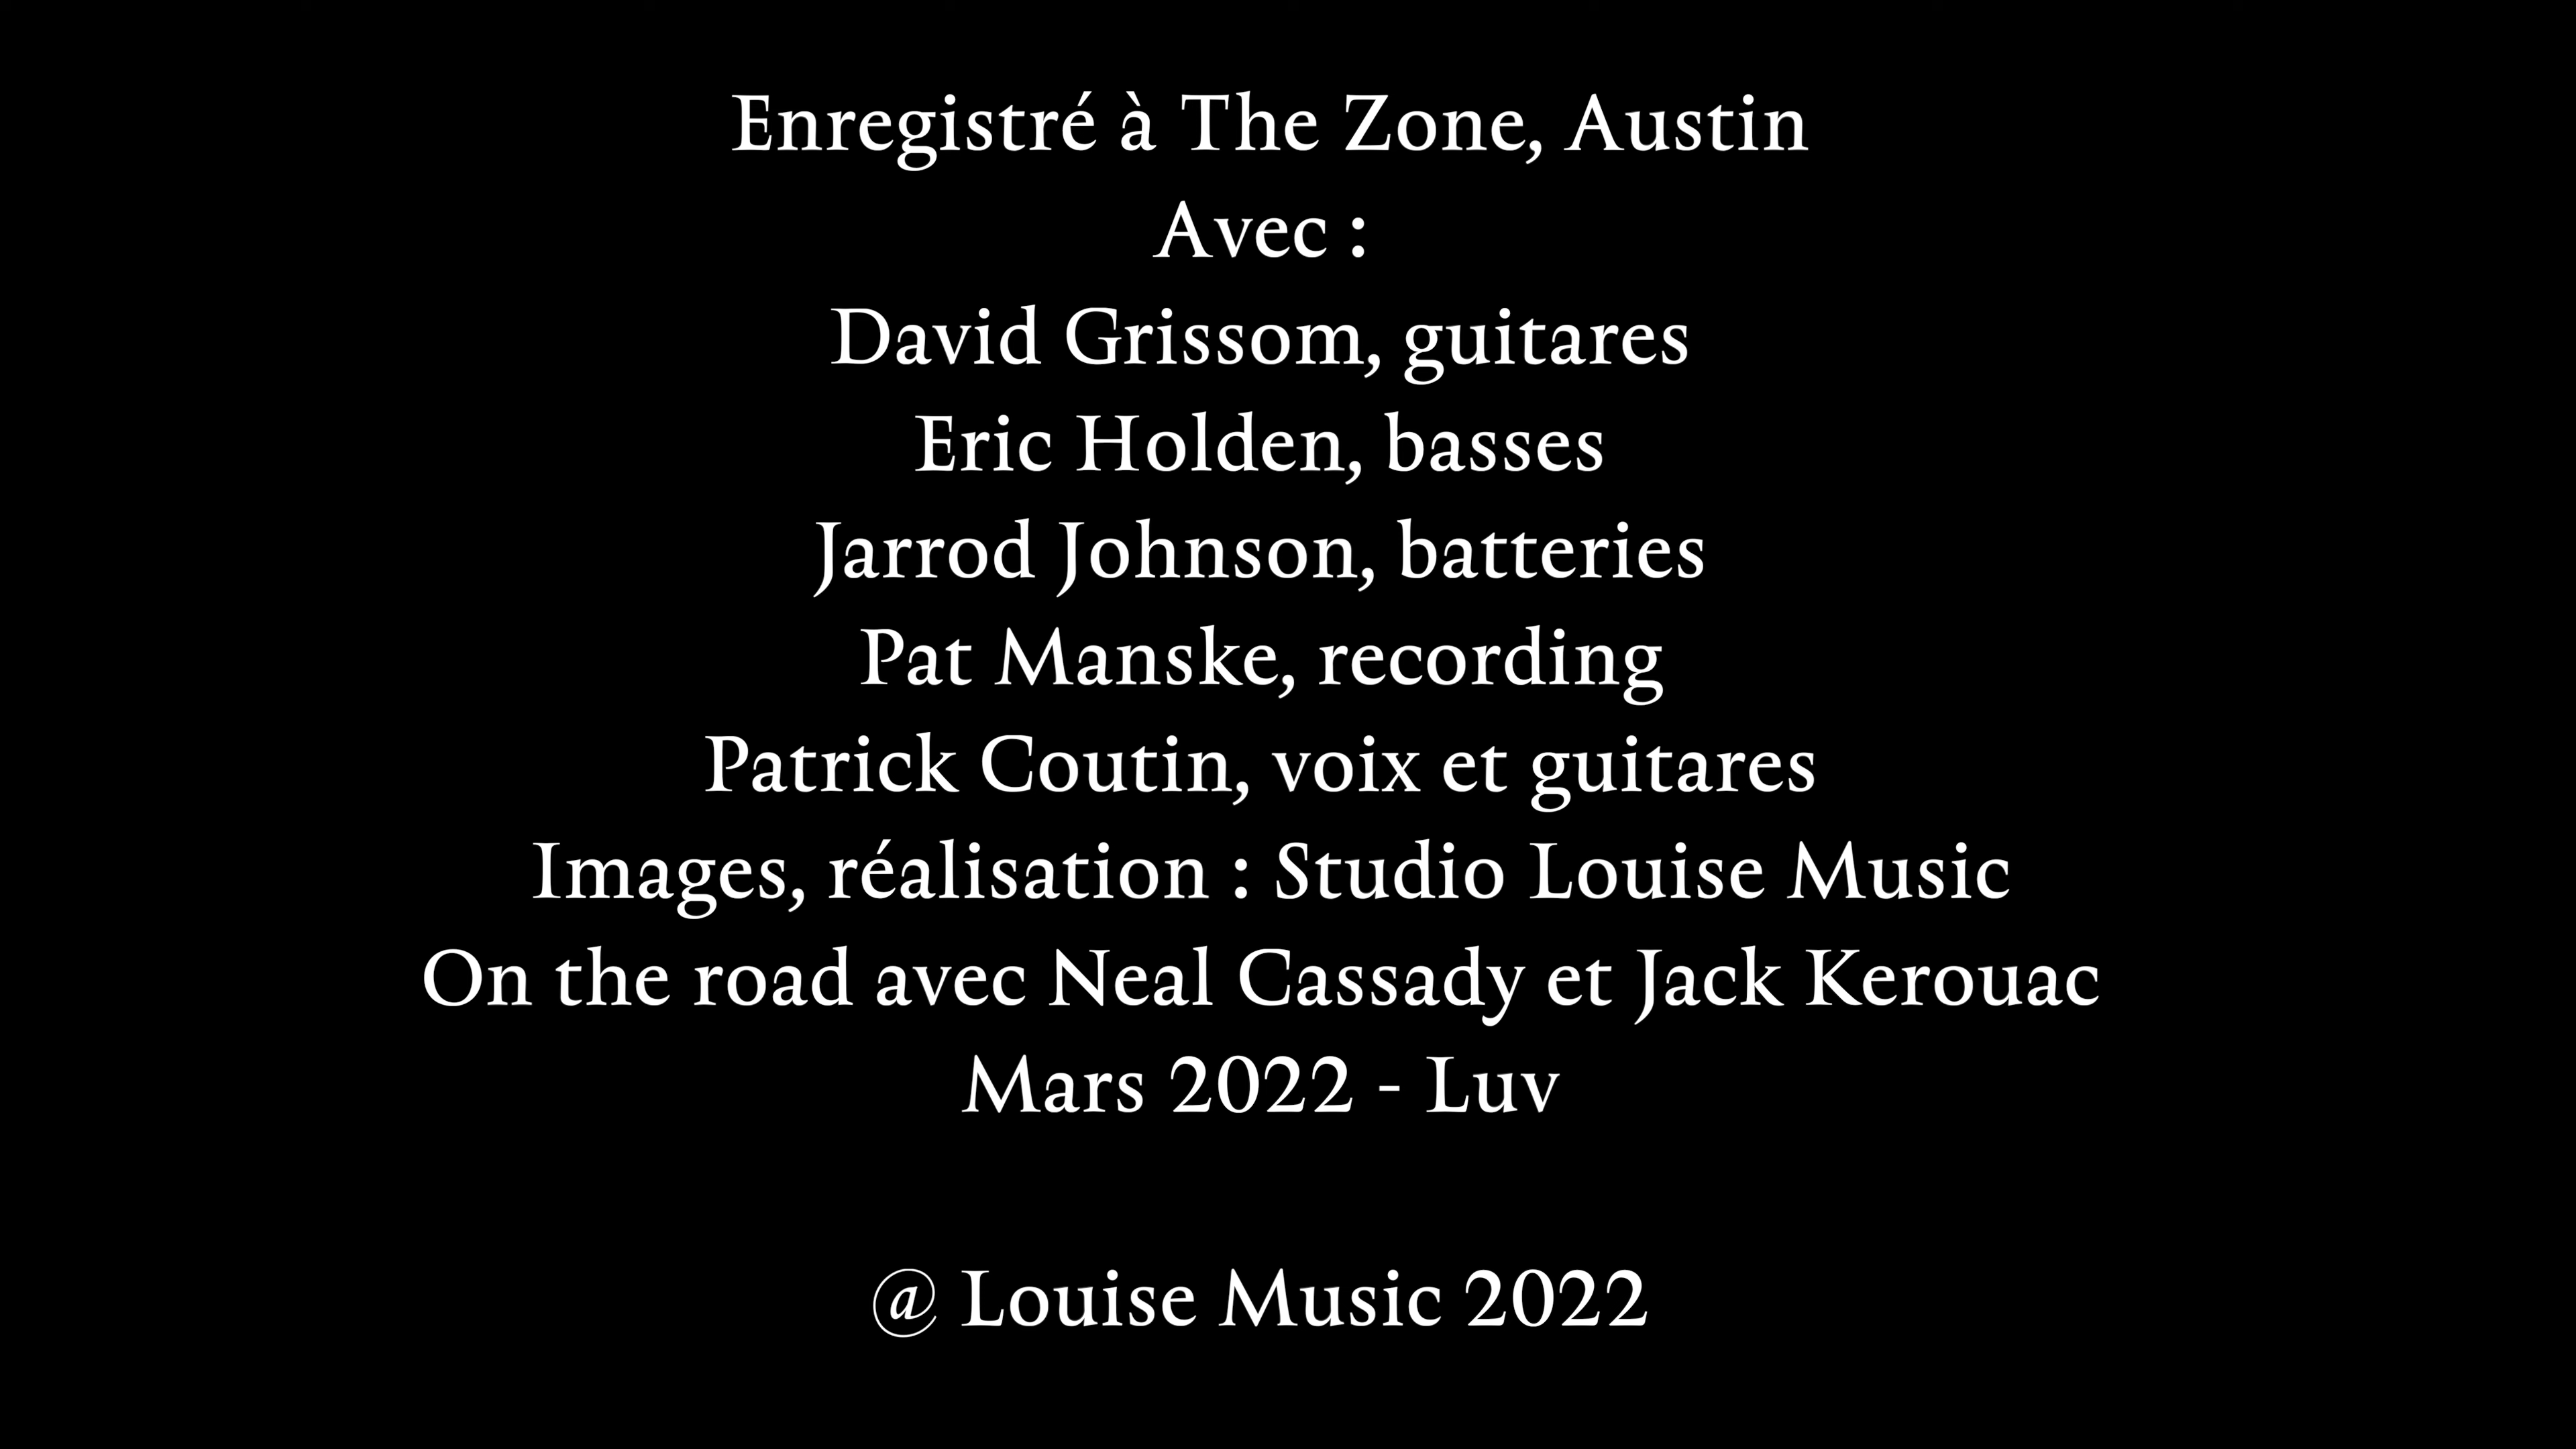 Enregistré à The Zone, Austin
Avec :
David Grissom, guitares
Eric Holden, basses
Jarrod Johnson, batteries
Pat Manske, recording
Patrick Coutin, voix et guitares
Images, réalisation : Studio Louise Music
On the road avec Neal Cassady et Jack Kerouac
Mars 2022 - Luv
@ Louise Music 2022